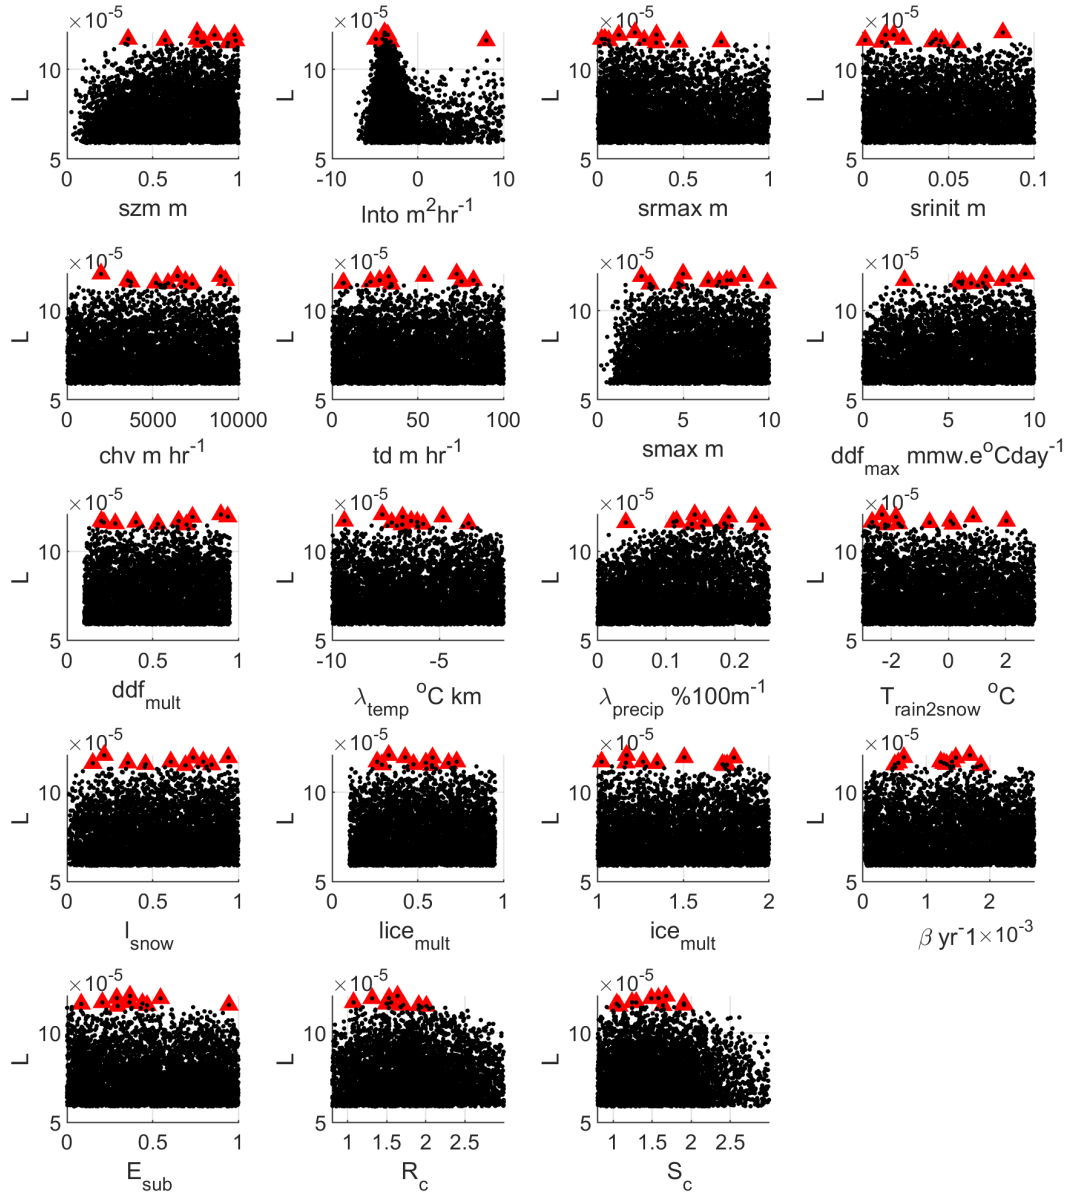 ×10⁻⁵ ×10⁻⁵ ×10⁻⁵ ×10⁻⁵
10 10 10 10
L L L L
5 5 5 5
0 0.5 1 -10 0 10 0 0.5 1 0 0.05 0.1
szm m lnto m²hr⁻¹ srmax m srinit m
×10⁻⁵ ×10⁻⁵ ×10⁻⁵ ×10⁻⁵
10 10 10 10
L L L L
5 5 5 5
0 5000 10000 0 50 100 0 5 10 0 5 10
chv m hr⁻¹ td m hr⁻¹ smax m ddf_max mmw.e°Cday⁻¹
×10⁻⁵ ×10⁻⁵ ×10⁻⁵ ×10⁻⁵
10 10 10 10
L L L L
5 5 5 5
0 0.5 1 -10 -5 0 0.1 0.2 -2 0 2
ddf_mult λ_temp °C km λ_precip %100m⁻¹ T_rain2snow °C
×10⁻⁵ ×10⁻⁵ ×10⁻⁵ ×10⁻⁵
10 10 10 10
L L L L
5 5 5 5
0 0.5 1 0 0.5 1 1 1.5 2 0 1 2
I_snow Iice_mult ice_mult β yr⁻1×10⁻³
×10⁻⁵ ×10⁻⁵ ×10⁻⁵
10 10 10
L L L
5 5 5
0 0.5 1 1 1.5 2 2.5 1 1.5 2 2.5
E_sub R_c S_c